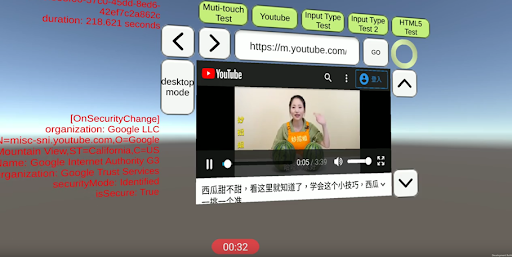 42ef7c2a862c
duration: 218.621 seconds
Muti-touch
Test
Youtube
Input Type
Test
Input Type
Test 2
HTML5
Test
https://m.youtube.com/
GO
desktop
mode
YouTube
登入
0:05 / 3:39
西瓜甜不甜，看这里就知道了，学会这个小技巧，西瓜
一挑一个准
[OnSecurityChange]
organization: Google LLC
N=misc-sni.youtube.com,O=Google
Mountain View,ST=California,C=US
Name: Google Internet Authority G3
organization: Google Trust Services
securityMode: identified
isSecure: True
00:32